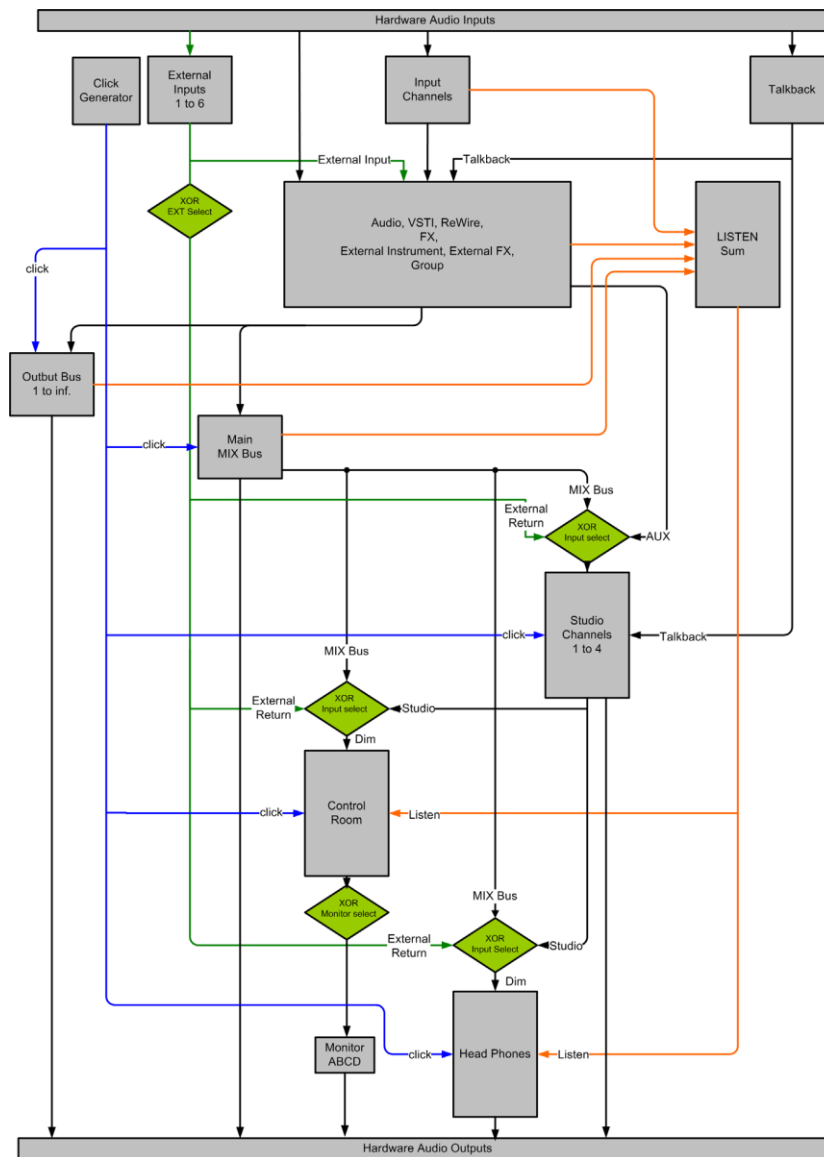 Hardware Audio Inputs
Click
Generator
External
Inputs
1 to 6
Input
Channels
Talkback
External Input
Talkback
XOR
EXT Select
Audio, VSTI, ReWire,
FX,
External Instrument, External FX,
Group
LISTEN
Sum
click
Outbut Bus
1 to inf.
Main
MIX Bus
click
MIX Bus
External
Return
XOR
Input select
AUX
Studio
Channels
1 to 4
click
Talkback
MIX Bus
External
Return
XOR
Input select
Studio
Dim
Control
Room
click
Listen
XOR
Monitor select
MIX Bus
External
Return
XOR
Input Select
Studio
Dim
Monitor
ABCD
click
Head Phones
Listen
Hardware Audio Outputs